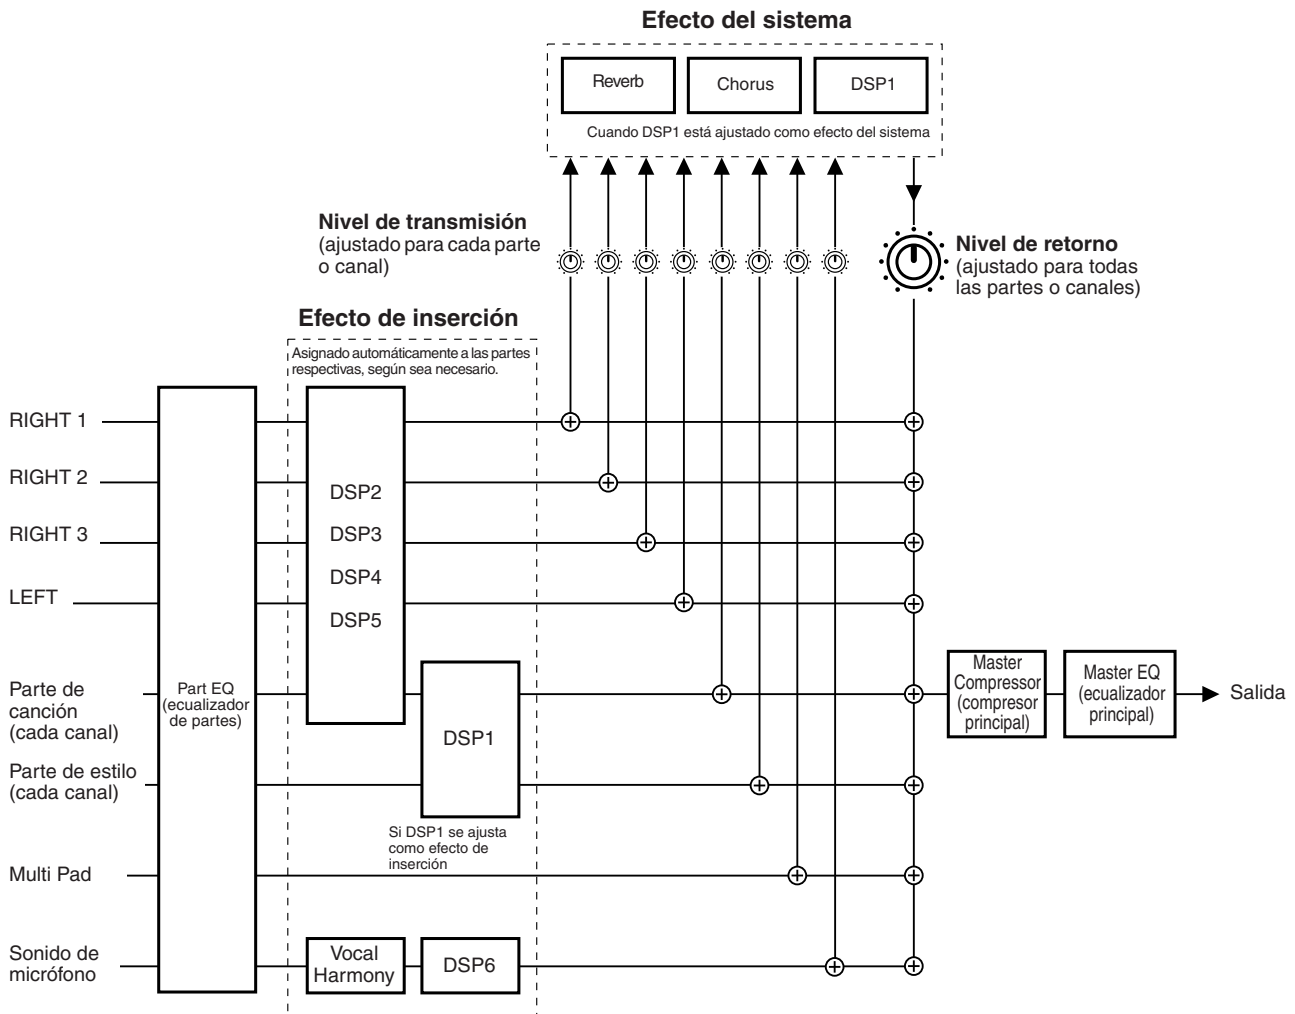 Efecto del sistema
Reverb
Chorus
DSP1
Cuando DSP1 está ajustado como efecto del sistema
Nivel de transmisión
(ajustado para cada parte
o canal)
Nivel de retorno
(ajustado para todas
las partes o canales)
Efecto de inserción
Asignado automáticamente a las partes
respectivas, según sea necesario.
RIGHT 1
RIGHT 2
RIGHT 3
LEFT
Parte de
canción
(cada canal)
Parte de estilo
(cada canal)
Multi Pad
Sonido de
micrófono
Part EQ
(ecualizador
de partes)
DSP2
DSP3
DSP4
DSP5
DSP1
Si DSP1 se ajusta
como efecto de
inserción
Vocal
Harmony
DSP6
Master
Compressor
(compresor
principal)
Master EQ
(ecualizador
principal)
Salida